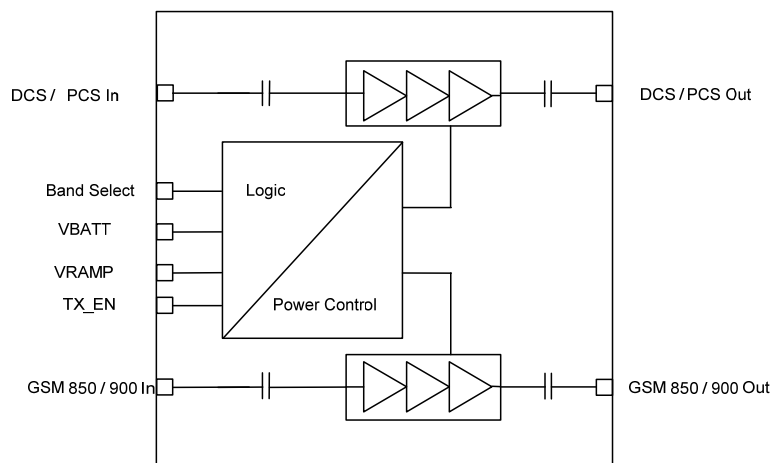 DCS / PCS In
DCS / PCS Out
Band Select
Logic
VBATT
VRAMP
TX_EN
Power Control
GSM 850 / 900 In
GSM 850 / 900 Out